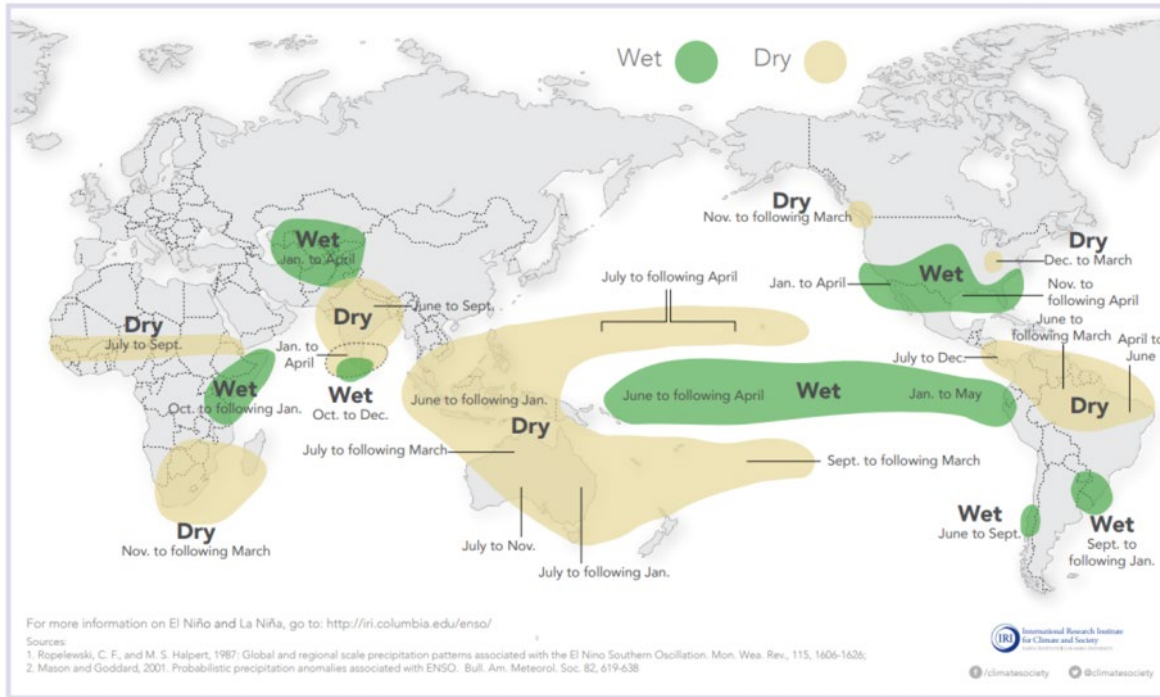 Wet
Dry
Dry
Nov. to following March
Dry
Dec. to March
Wet
Jan. to April
July to following April
Jan. to April
Wet
Nov. to
following April
June to Sept.
Dry
July to Sept.
Dry
Jan. to
April
June to
following March
April to
June
July to Dec.
Wet
Oct. to following Jan.
Wet
Oct. to Dec.
June to following Jan.
June to following April
Wet
Jan. to May
Dry
Dry
July to following March
Sept. to following March
Dry
Nov. to following March
July to Nov.
July to following Jan.
Wet
June to Sept.
Wet
Sept. to
following Jan.
For more information on El Niño and La Niña, go to: http://iri.columbia.edu/enso/
Sources:
1. Ropelewski, C. F., and M. S. Halpert, 1987: Global and regional scale precipitation patterns associated with the El Nino Southern Oscillation. Mon. Wea. Rev., 115, 1606-1626;
2. Mason and Goddard, 2001. Probabilistic precipitation anomalies associated with ENSO. Bull. Am. Meteorol. Soc. 82, 619-638
IRI
International Research Institute
for Climate and Society
/climatesociety
@climatesociety